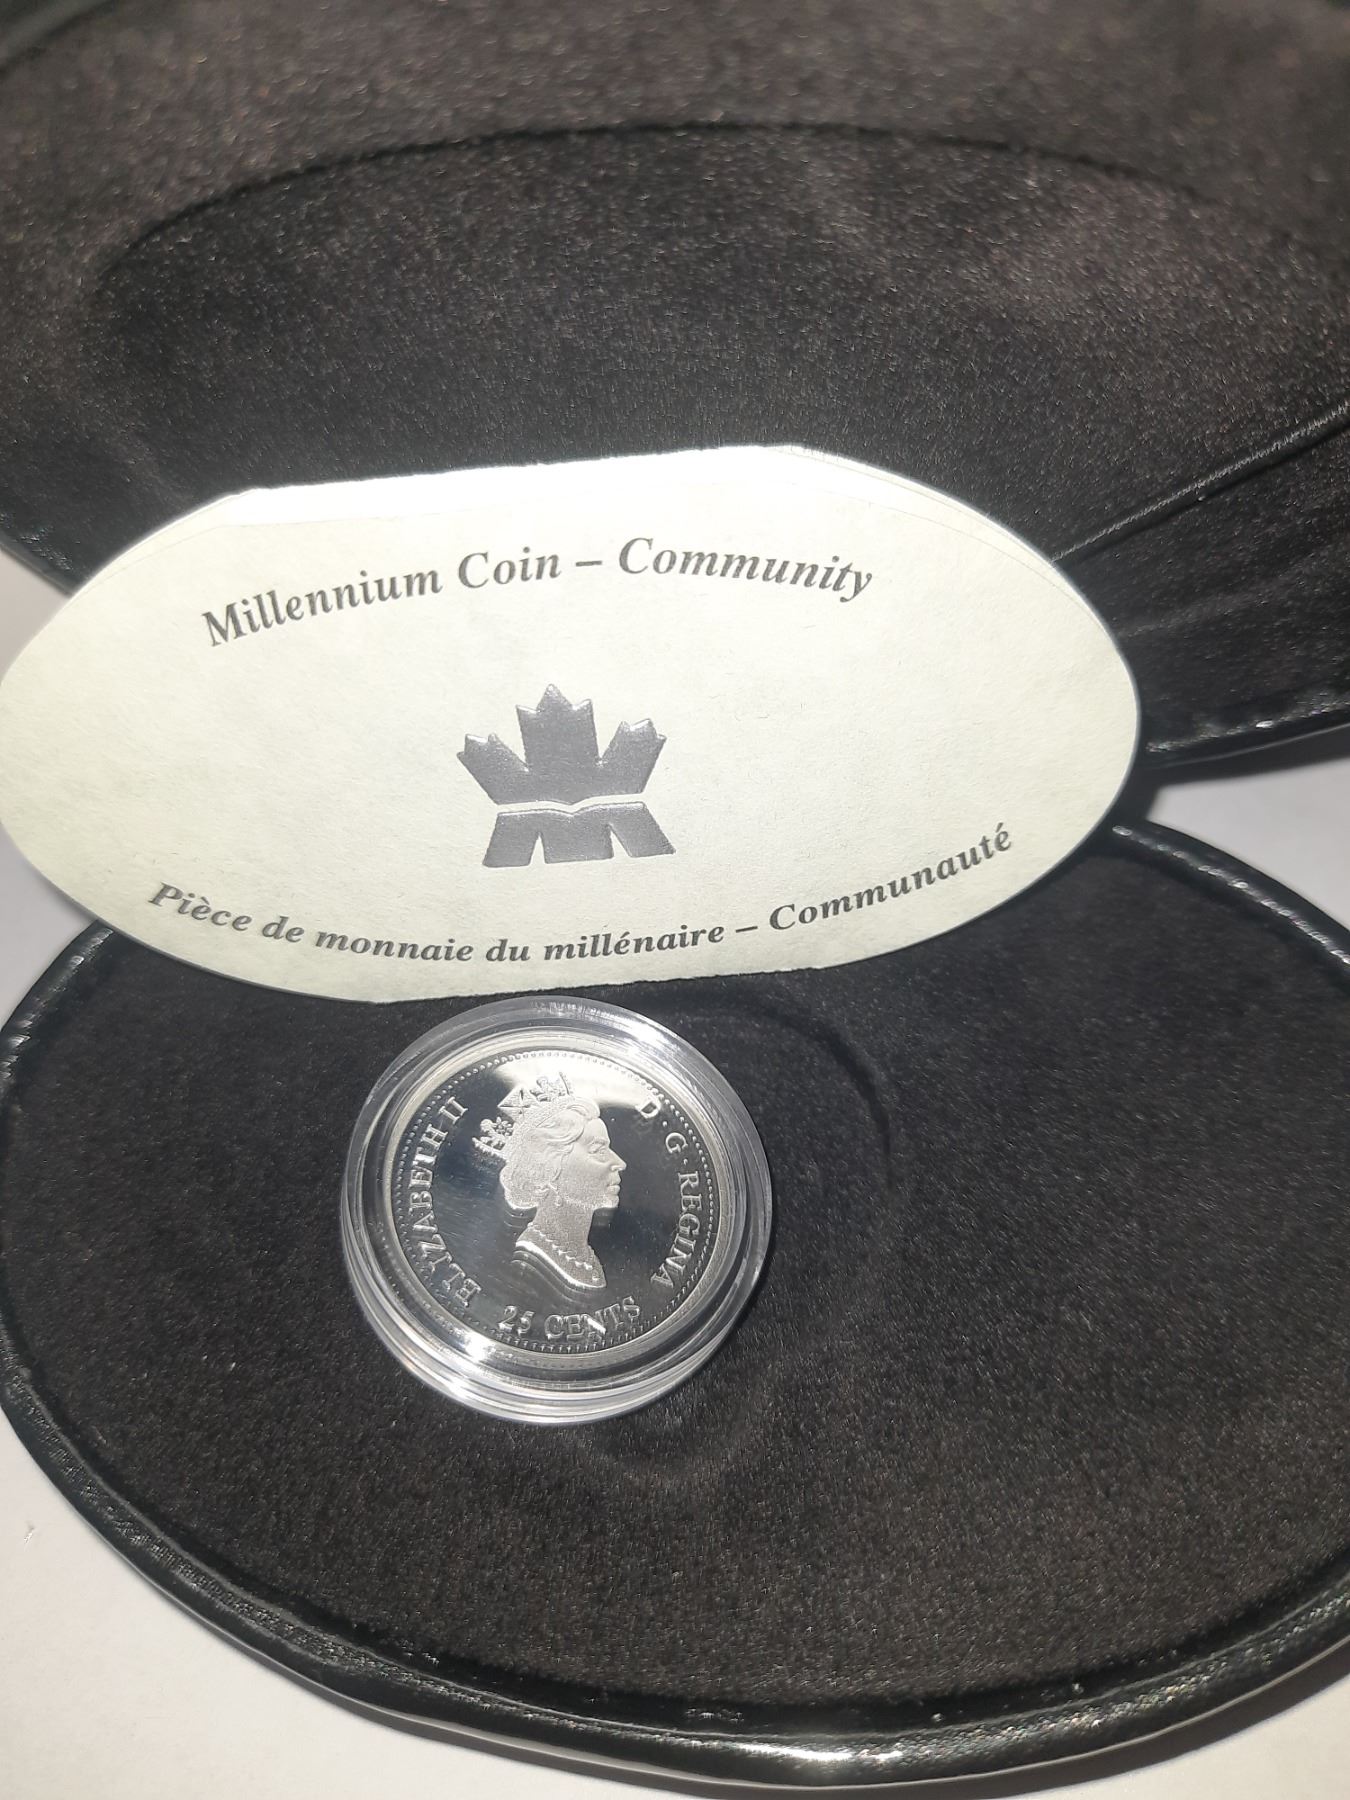 Millennium Coin – Community
Pièce de monnaie du millénaire – Communauté
ELIZABETH II
D · G · REGINA
25 CENTS